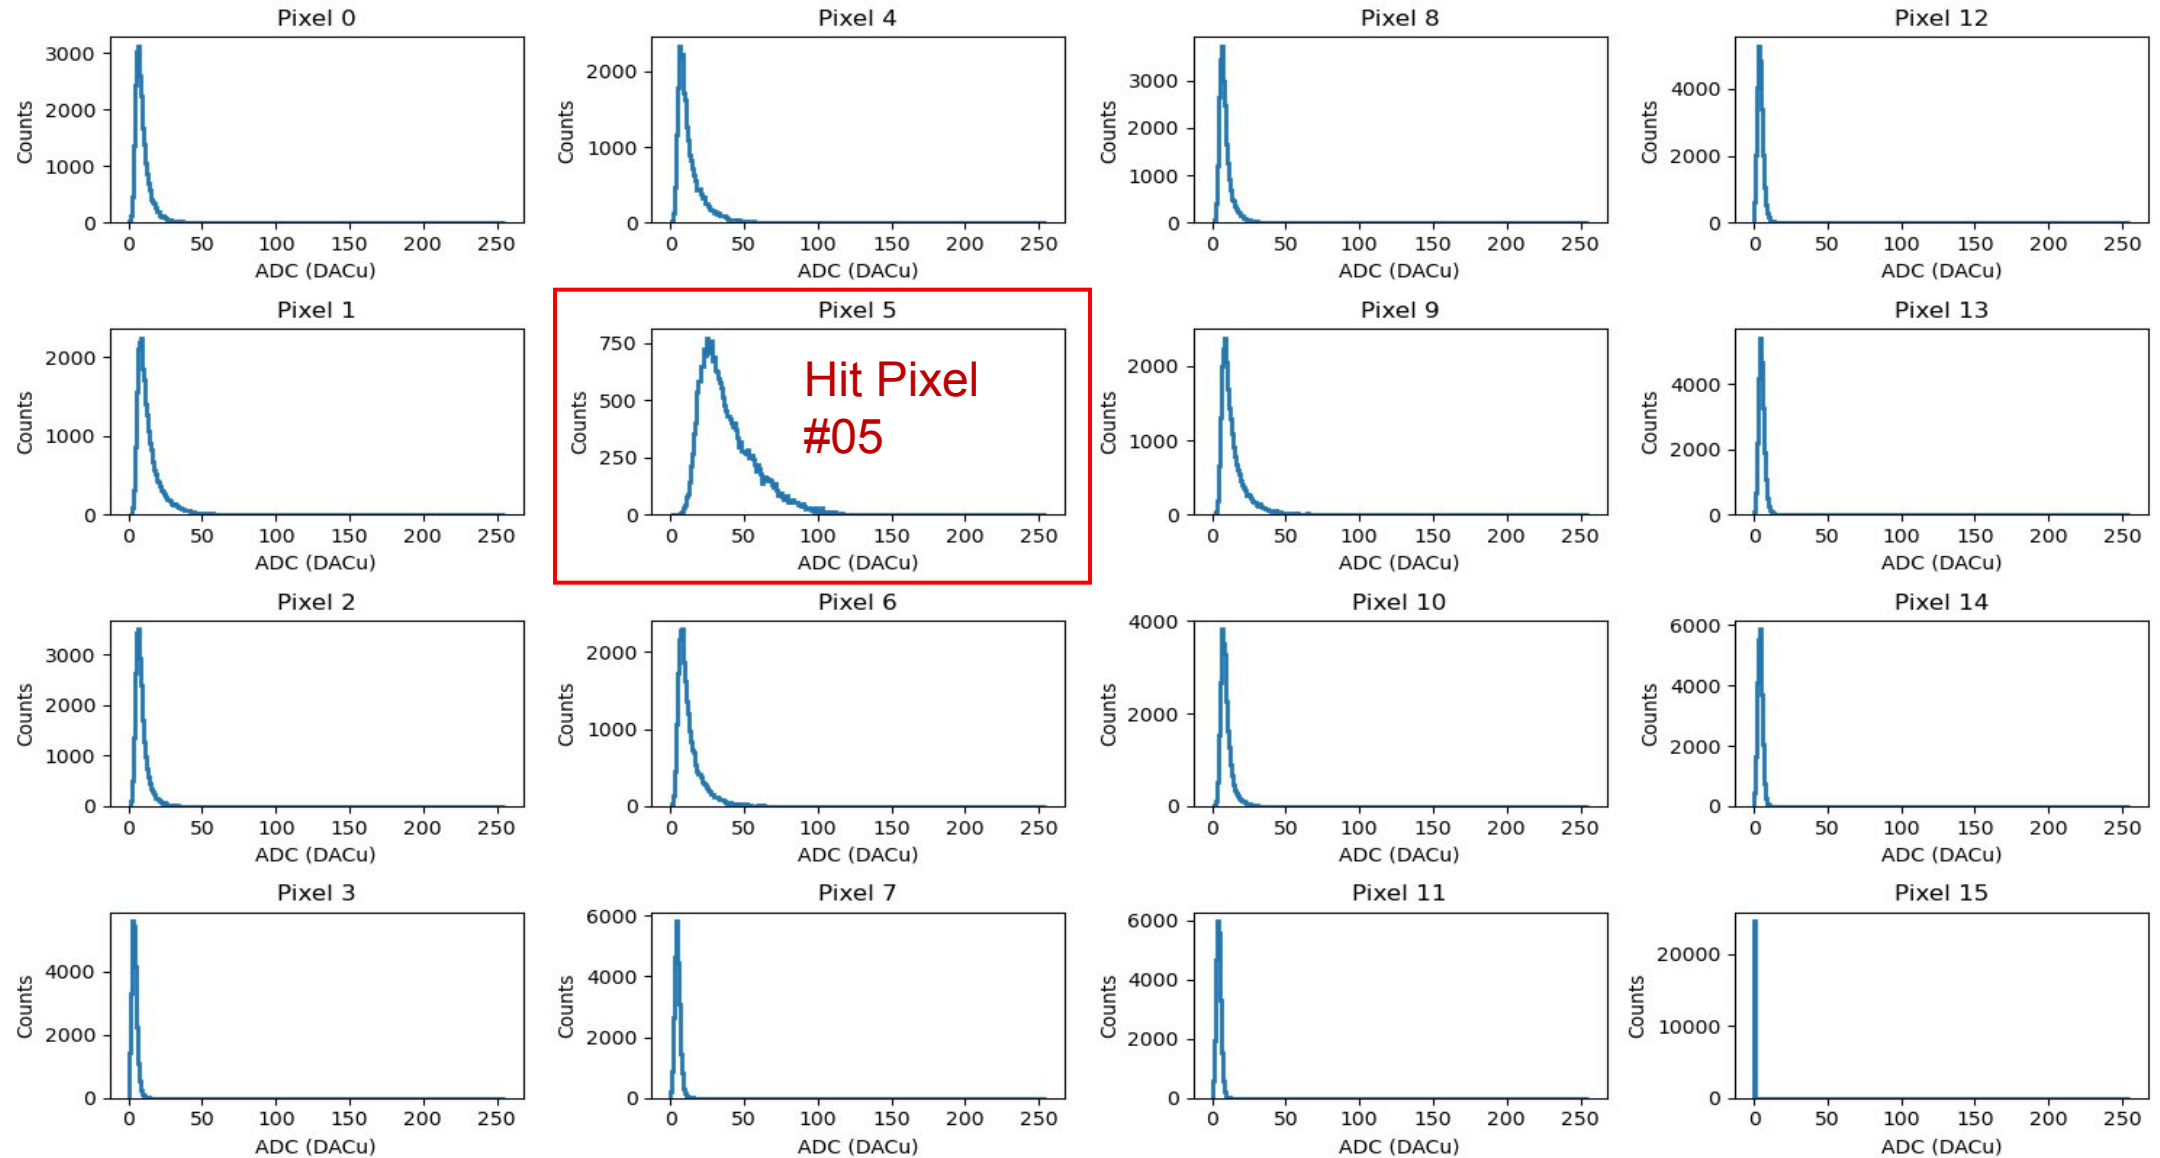 Pixel 0
3000
2000
1000
0
Counts
0 50 100 150 200 250
ADC (DACu)
Pixel 4
2000
1000
0
Counts
0 50 100 150 200 250
ADC (DACu)
Pixel 8
3000
2000
1000
0
Counts
0 50 100 150 200 250
ADC (DACu)
Pixel 12
4000
2000
0
Counts
0 50 100 150 200 250
ADC (DACu)
Pixel 1
2000
1000
0
Counts
0 50 100 150 200 250
ADC (DACu)
Pixel 5
750
500
250
0
Counts
Hit Pixel
#05
0 50 100 150 200 250
ADC (DACu)
Pixel 9
2000
1000
0
Counts
0 50 100 150 200 250
ADC (DACu)
Pixel 13
4000
2000
0
Counts
0 50 100 150 200 250
ADC (DACu)
Pixel 2
3000
2000
1000
0
Counts
0 50 100 150 200 250
ADC (DACu)
Pixel 6
2000
1000
0
Counts
0 50 100 150 200 250
ADC (DACu)
Pixel 10
4000
2000
0
Counts
0 50 100 150 200 250
ADC (DACu)
Pixel 14
6000
4000
2000
0
Counts
0 50 100 150 200 250
ADC (DACu)
Pixel 3
4000
2000
0
Counts
0 50 100 150 200 250
ADC (DACu)
Pixel 7
6000
4000
2000
0
Counts
0 50 100 150 200 250
ADC (DACu)
Pixel 11
6000
4000
2000
0
Counts
0 50 100 150 200 250
ADC (DACu)
Pixel 15
20000
10000
0
Counts
0 50 100 150 200 250
ADC (DACu)